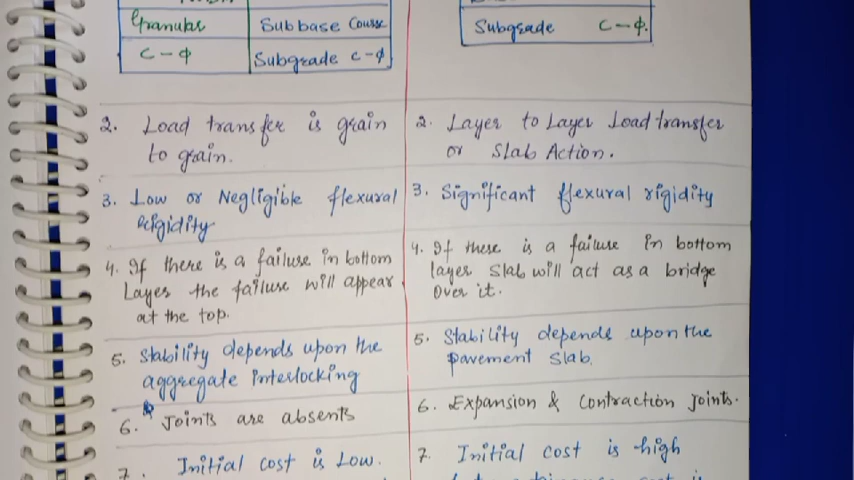 Granular
Subbase Course
C-φ
Subgrade C-φ
Subgrade C-φ.
2. Load transfer is grain
to grain.
3. Low or Negligible flexural
rigidity
4. If there is a failure in bottom
Layer the failure will appear
at the top.
5. Stability depends upon the
aggregate interlocking
6. Joints are absents
7. Initial cost is Low.
2. Layer to Layer Load transfer
or Slab Action.
3. Significant flexural rigidity
4. If there is a failure in bottom
layer slab will act as a bridge
over it.
5. Stability depends upon the
pavement slab.
6. Expansion & Contraction Joints.
7. Initial cost is high